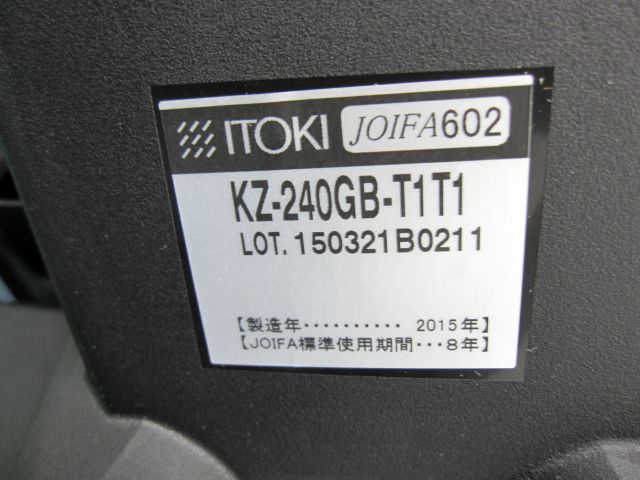 ITOKI JOIFA602
KZ-240GB-T1T1
LOT. 150321B0211
【製造年‥‥‥‥‥ 2015年】
【JOIFA標準使用期間‥･8年】